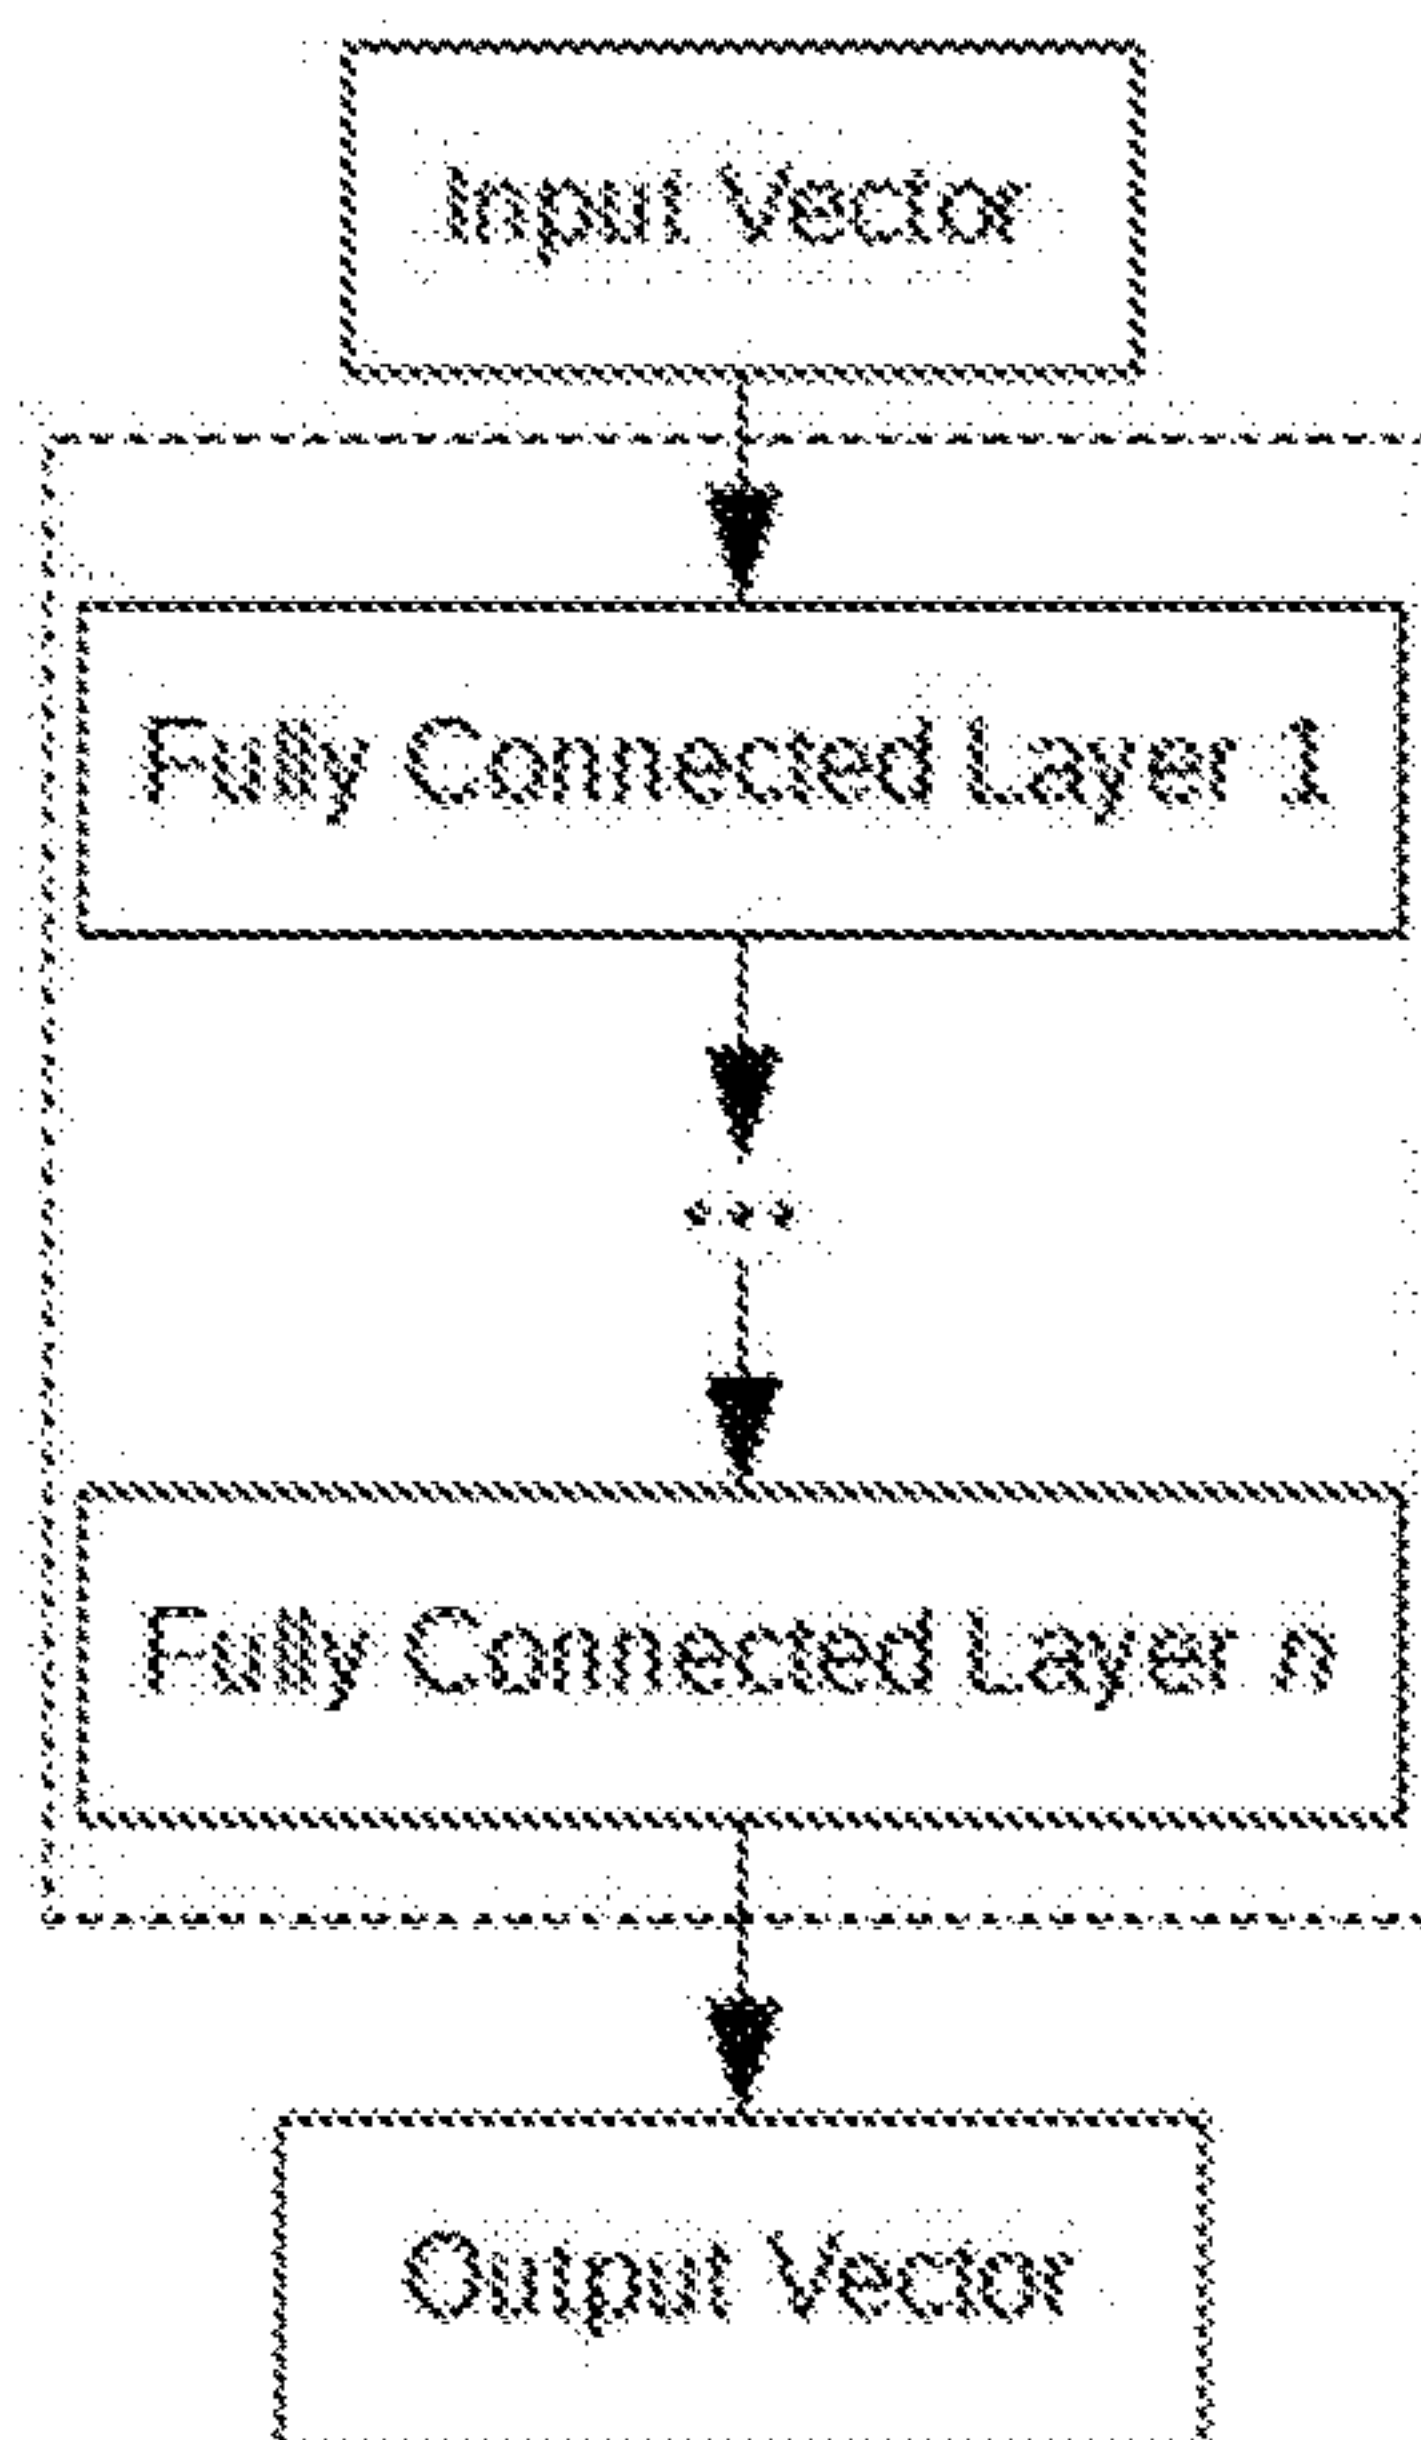 Input Vector
Fully Connected Layer 1
...
Fully Connected Layer n
Output Vector